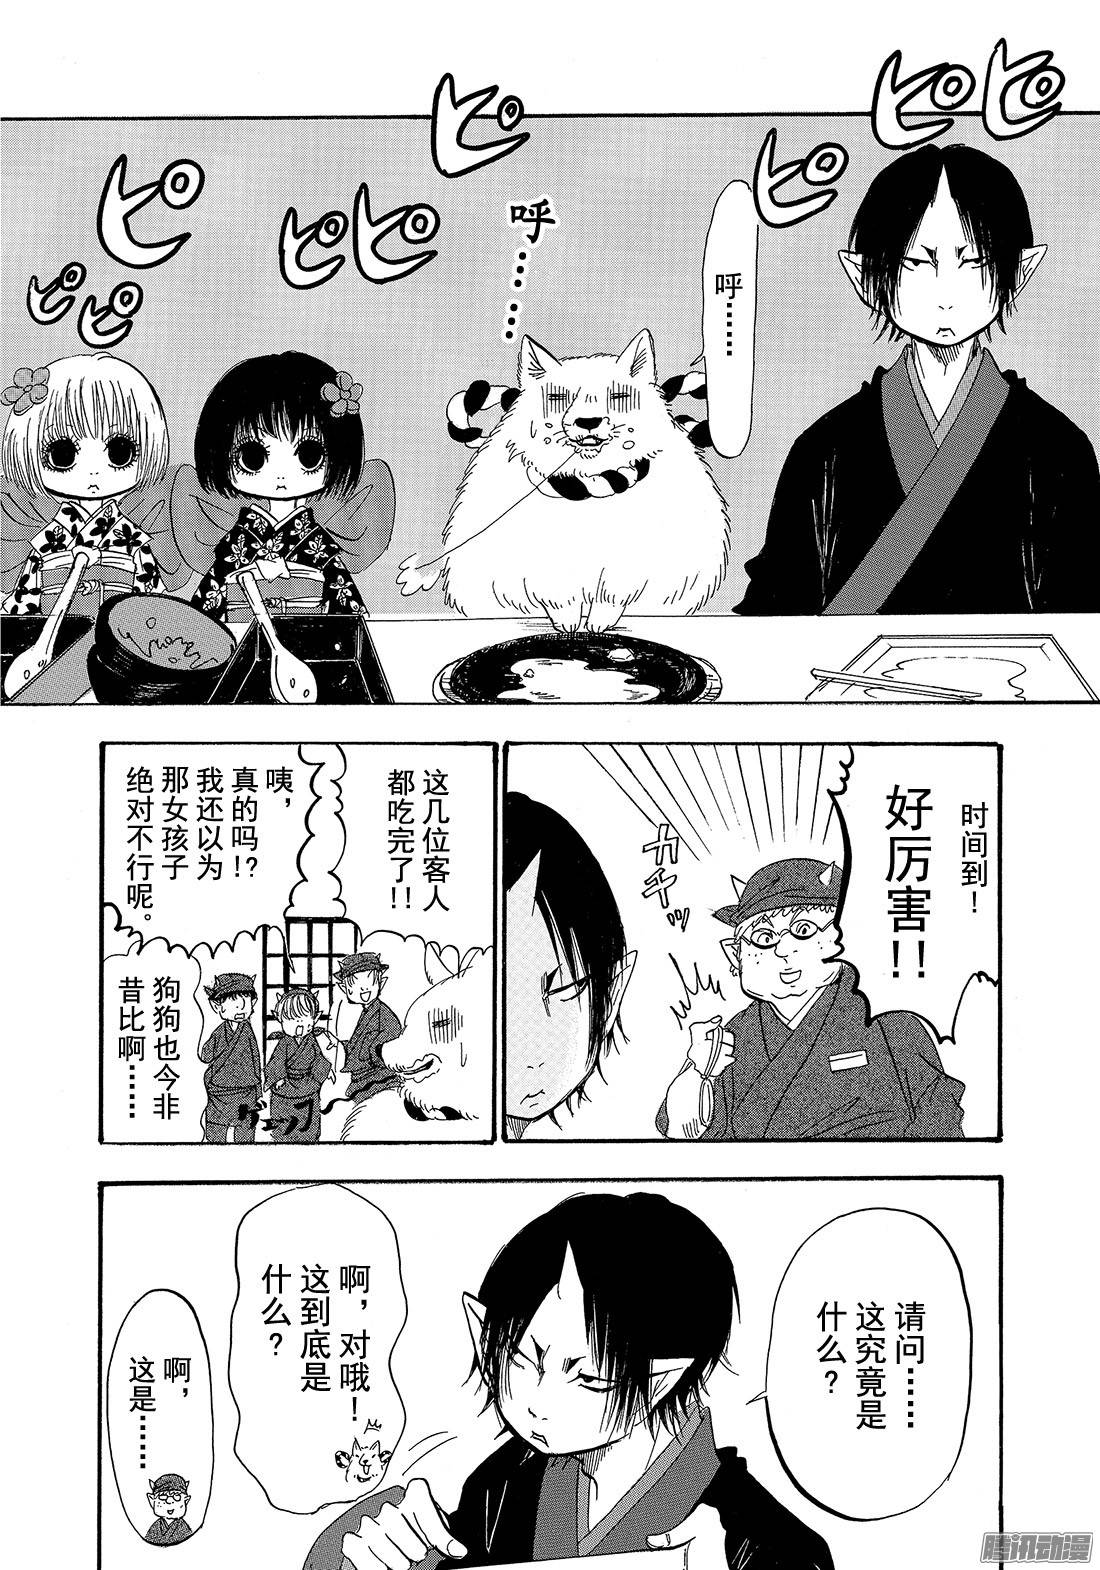 ピピ
ピ
呼……
ピ
呼……
ピピ
ピ
ピピ
时间到！
好厉害!!
カチッ
这几位客人
都吃完了!!
咦，
真的吗!?
我还以为
那女孩子
绝对不行呢。
狗狗也今非
昔比啊……
ゲェップ
请问……
这究竟是
什么？
啊，对哦！
这到底是
什么？
啊，
这是……
腾讯动漫